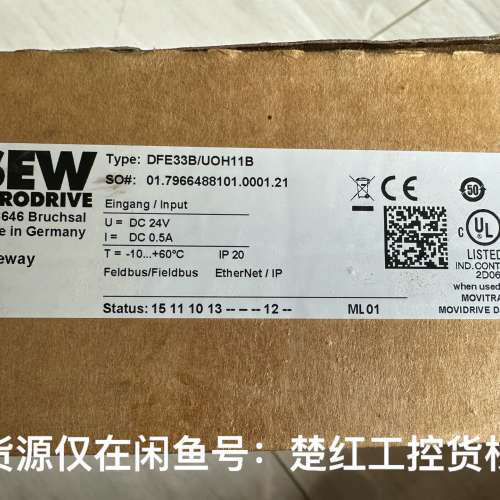 SEW
RODRIVE
646 Bruchsal
e in Germany
eway
Type: DFE33B/UOH11B
SO#: 01.7966488101.0001.21
Eingang / Input
U = DC 24V
I = DC 0.5A
T = -10...+60°C IP 20
Feldbus/Fieldbus EtherNet / IP
Status: 15 11 10 13 -- -- -- 12 -- ML 01
CE
50
C UL
LISTED
IND. CONT
2D06
when used
MOVITRA
MOVIDRIVE
货源仅在闲鱼号：楚红工控货